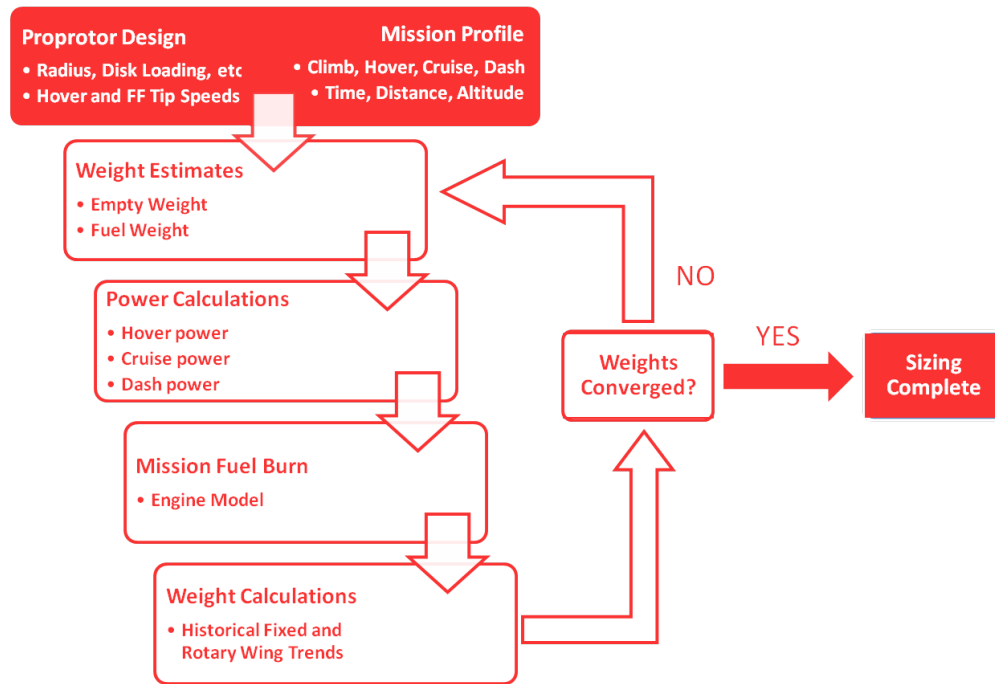 Proprotor Design
• Radius, Disk Loading, etc
• Hover and FF Tip Speeds
Mission Profile
• Climb, Hover, Cruise, Dash
• Time, Distance, Altitude
Weight Estimates
• Empty Weight
• Fuel Weight
Power Calculations
• Hover power
• Cruise power
• Dash power
Mission Fuel Burn
• Engine Model
Weight Calculations
• Historical Fixed and
Rotary Wing Trends
Weights
Converged?
NO
YES
Sizing
Complete